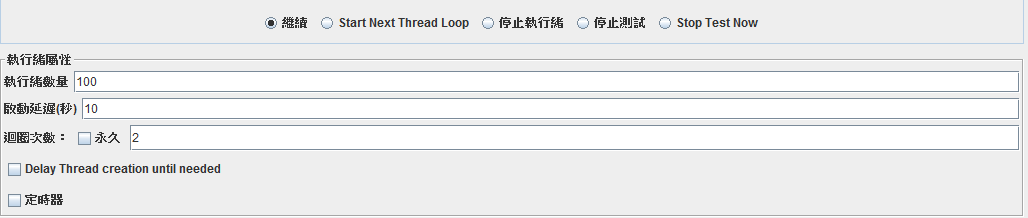 繼續 Start Next Thread Loop 停止執行緒 停止測試 Stop Test Now
執行緒屬性
執行緒數量 100
啟動延遲(秒) 10
迴圈次數： 永久 2
Delay Thread creation until needed
定時器